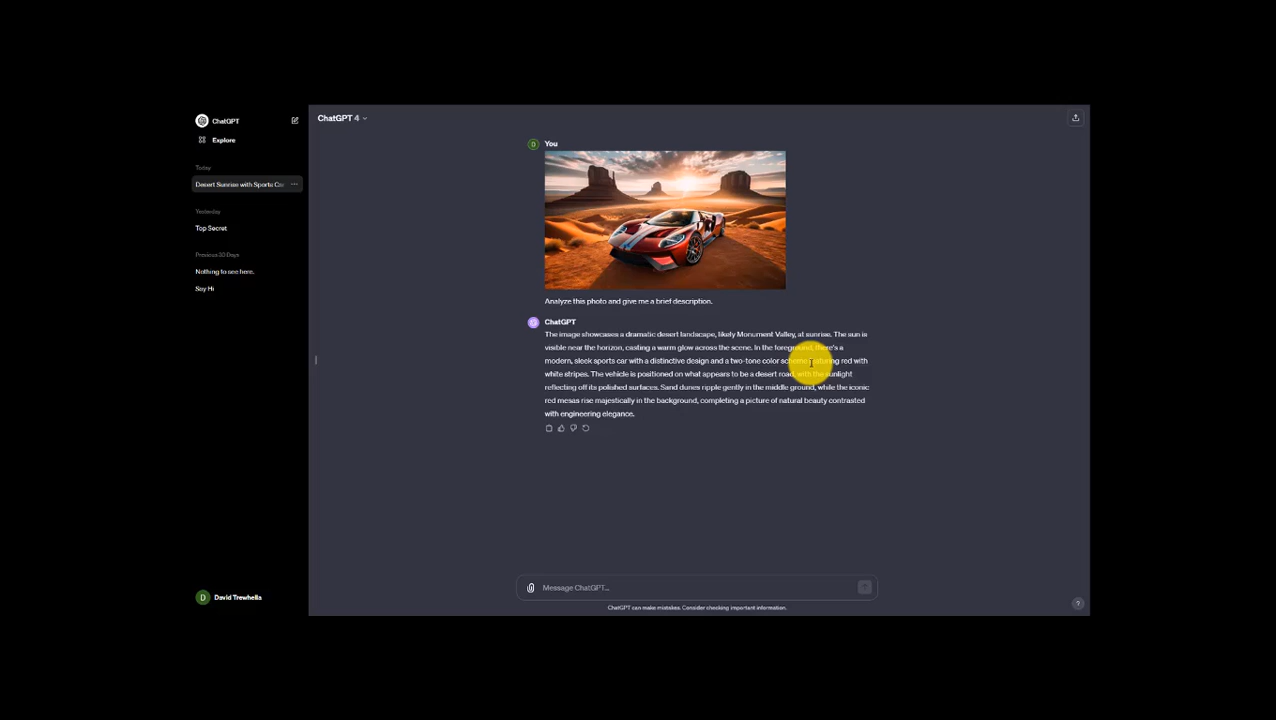 ChatGPT
Explore
Today
Desert Sunrise with Sports Ca
Yesterday
Top Secret
Previous 30 Days
Nothing to see here.
Say Hi
D David Trewhella
ChatGPT 4
D You
Analyze this photo and give me a brief description.
ChatGPT
The image showcases a dramatic desert landscape, likely Monument Valley, at sunrise. The sun is
visible near the horizon, casting a warm glow across the scene. In the foreground, there's a
modern, sleek sports car with a distinctive design and a two-tone color scheme featuring red with
white stripes. The vehicle is positioned on what appears to be a desert road, with the sunlight
reflecting off its polished surfaces. Sand dunes ripple gently in the middle ground, while the iconic
red mesas rise majestically in the background, completing a picture of natural beauty contrasted
with engineering elegance.
Message ChatGPT...
ChatGPT can make mistakes. Consider checking important information.
?